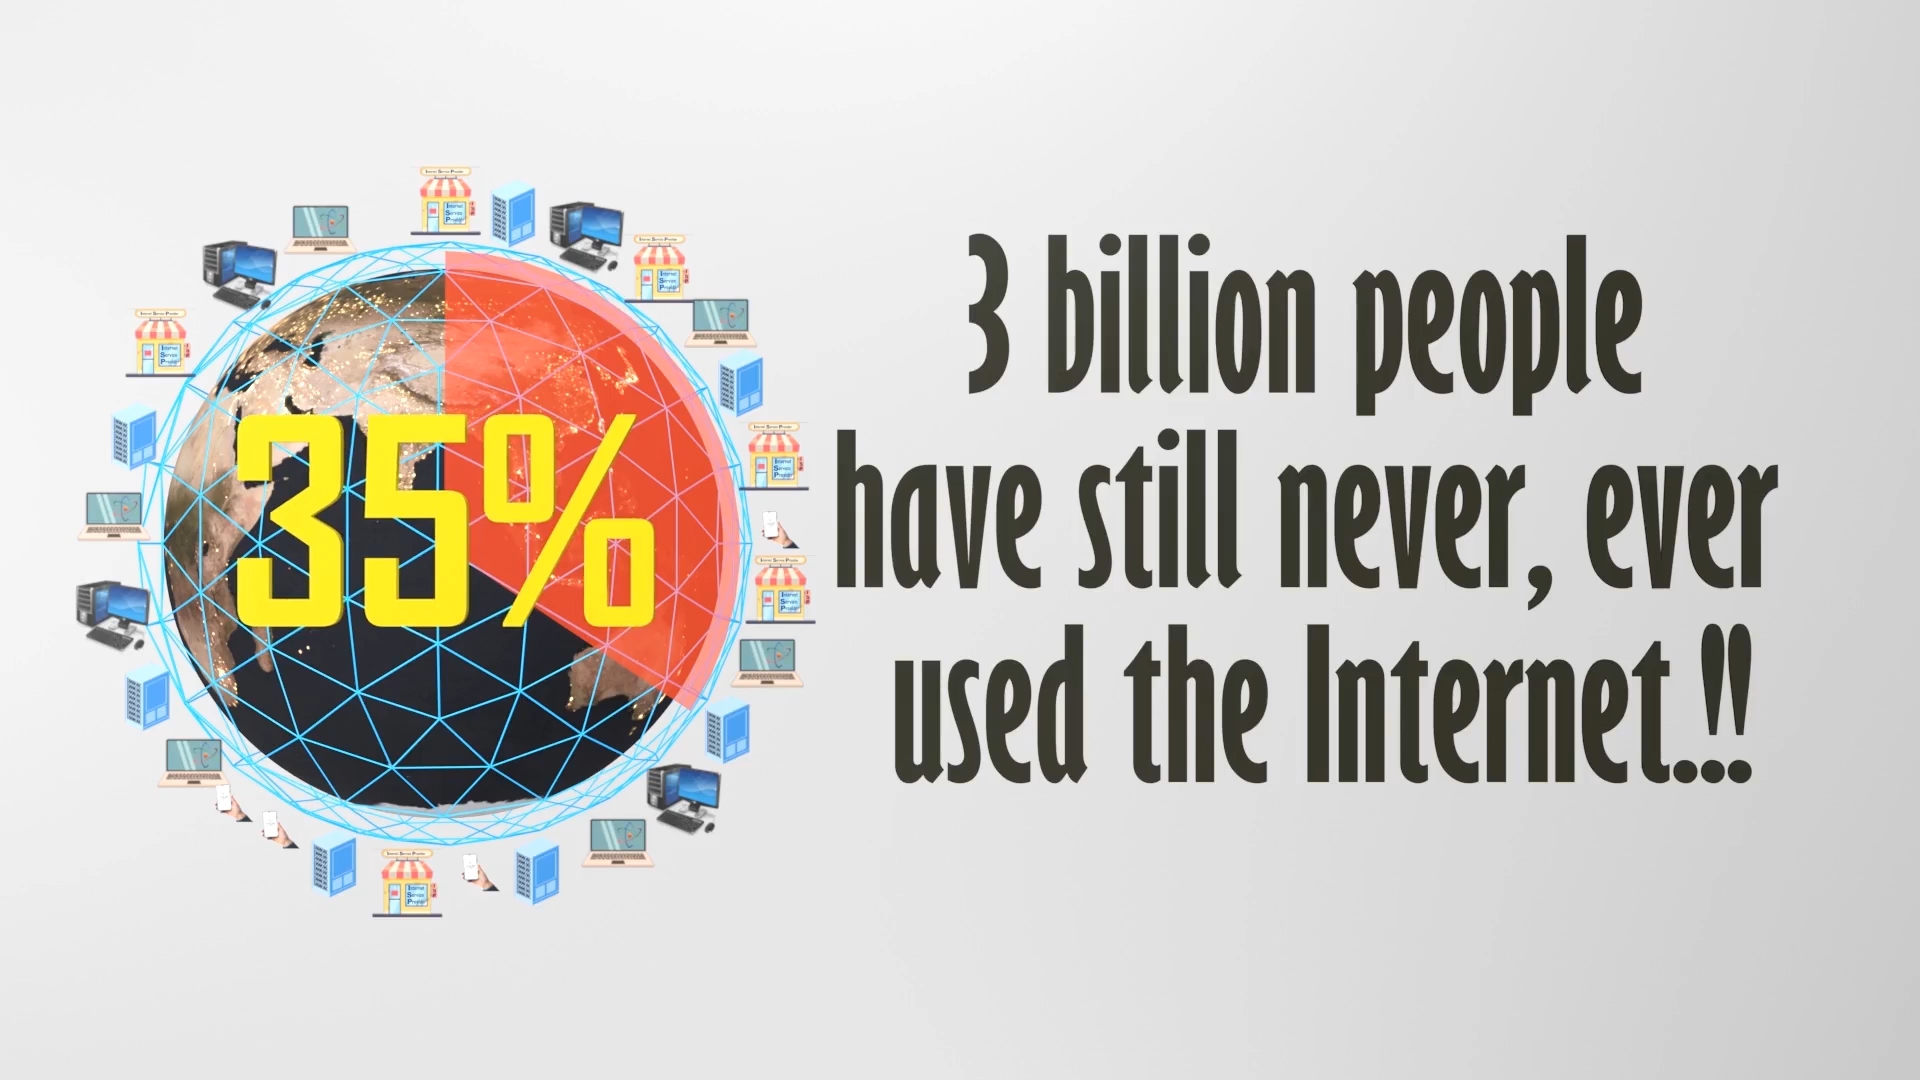 35%
3 billion people
have still never, ever
used the Internet..!!